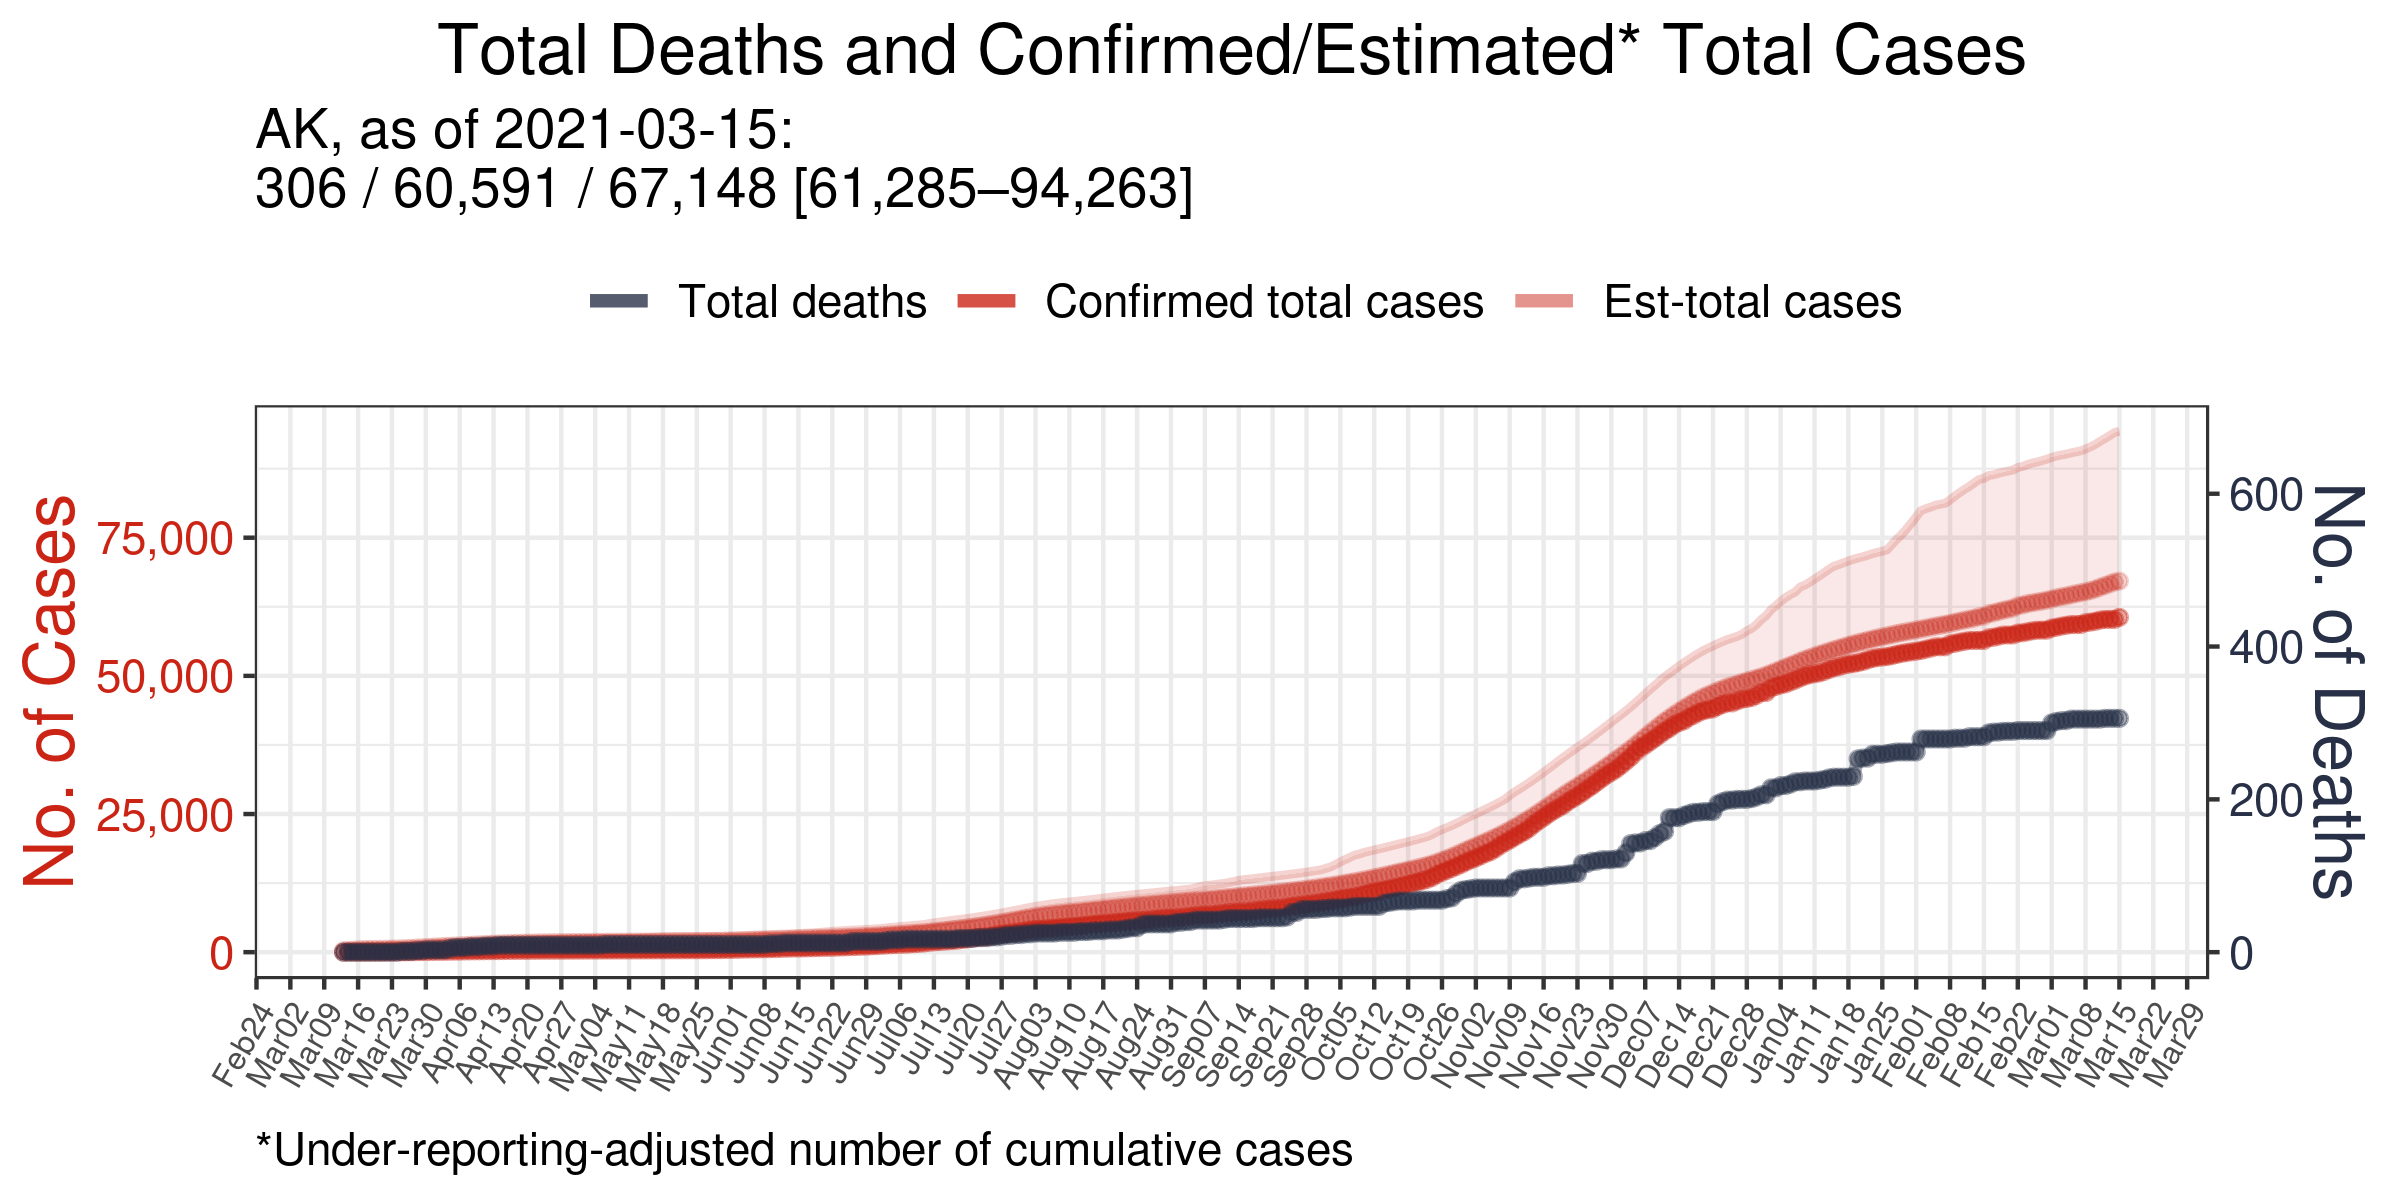 Total Deaths and Confirmed/Estimated* Total Cases
AK, as of 2021-03-15:
306 / 60,591 / 67,148 [61,285–94,263]
Total deaths
Confirmed total cases
Est-total cases
No. of Cases
75,000
50,000
25,000
0
600
400
200
0
No. of Deaths
Feb24
Mar02
Mar09
Mar16
Mar23
Mar30
Apr06
Apr13
Apr20
Apr27
May04
May11
May18
May25
Jun01
Jun08
Jun15
Jun22
Jun29
Jul06
Jul13
Jul20
Jul27
Aug03
Aug10
Aug17
Aug24
Aug31
Sep07
Sep14
Sep21
Sep28
Oct05
Oct12
Oct19
Oct26
Nov02
Nov09
Nov16
Nov23
Nov30
Dec07
Dec14
Dec21
Dec28
Jan04
Jan11
Jan18
Jan25
Feb01
Feb08
Feb15
Feb22
Mar01
Mar08
Mar15
Mar22
Mar29
*Under-reporting-adjusted number of cumulative cases